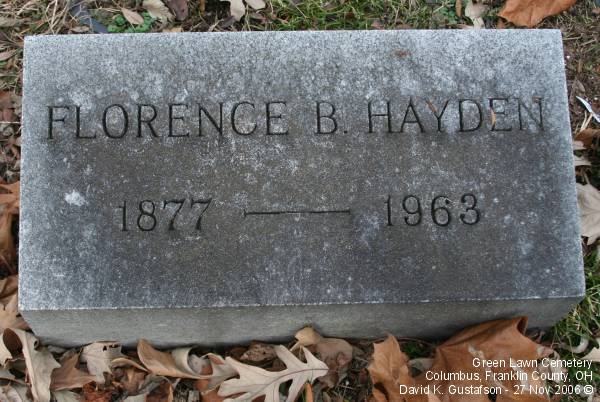 FLORENCE B. HAYDEN
1877 — 1963
Green Lawn Cemetery
Columbus, Franklin County, OH
David K. Gustafson - 27 Nov 2006 ©